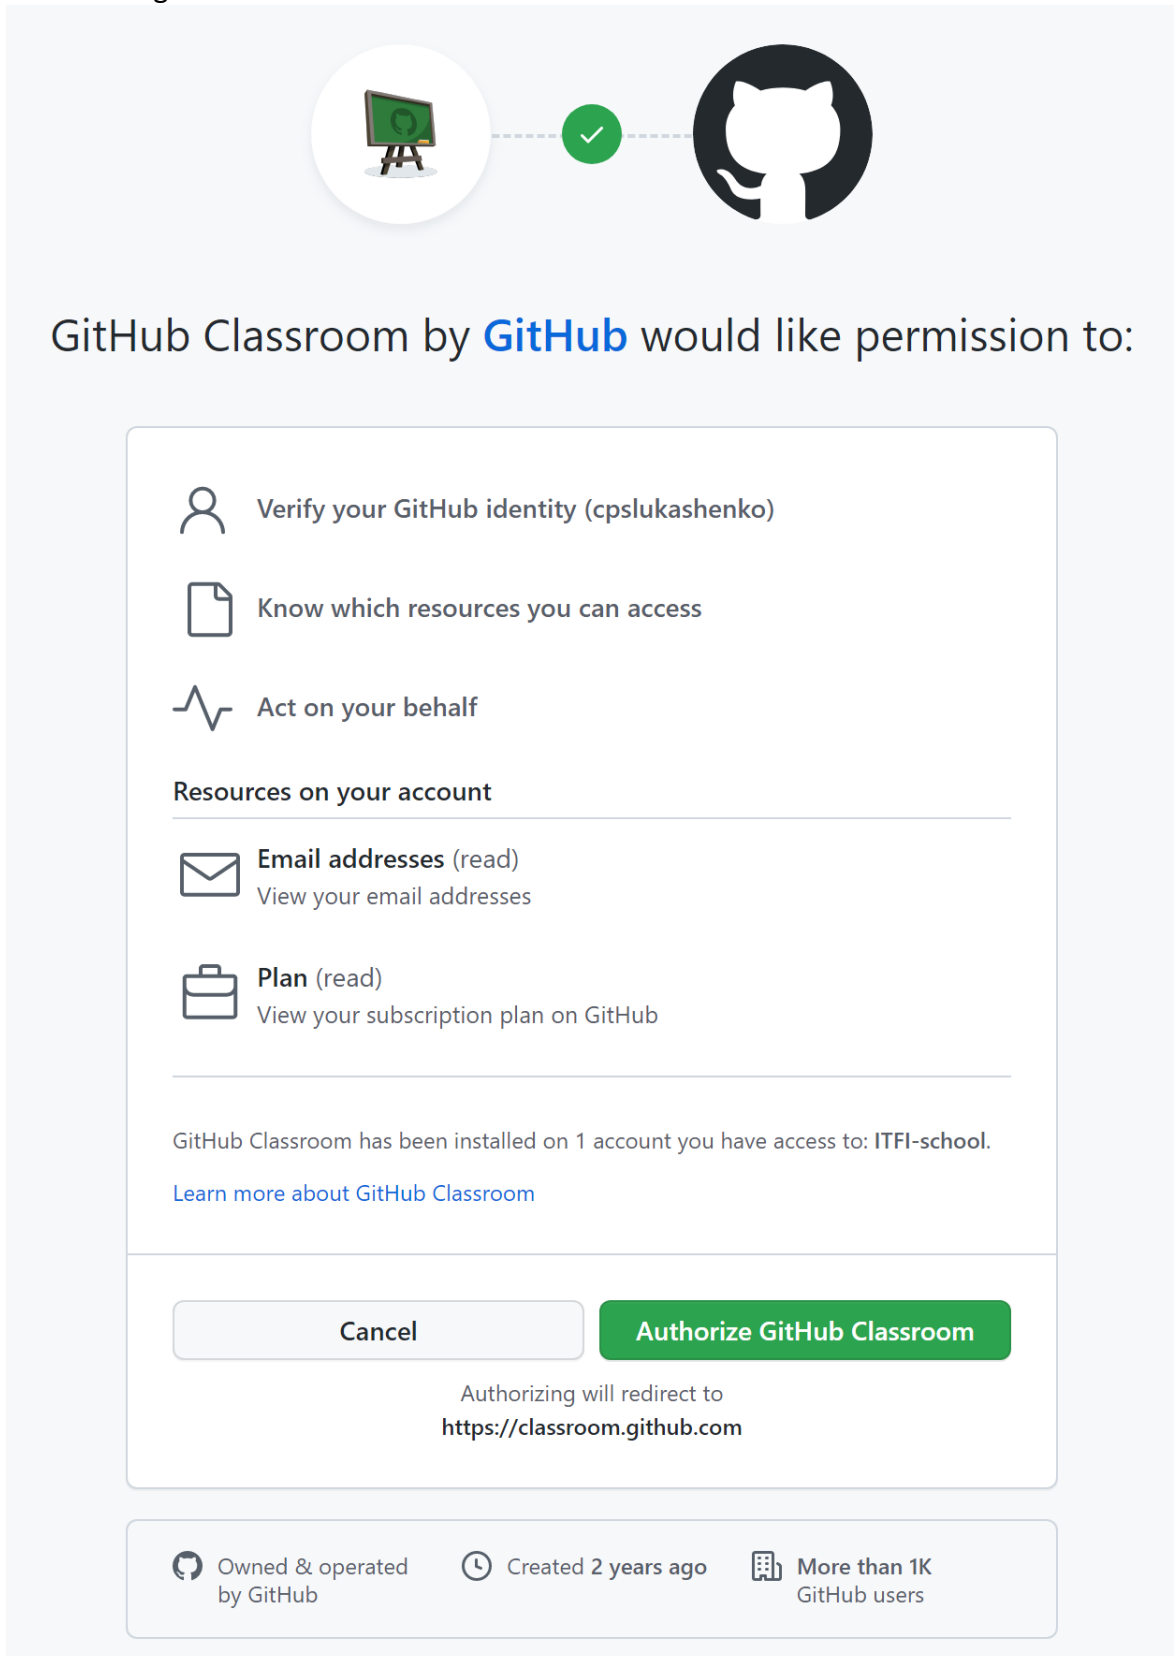 GitHub Classroom by GitHub would like permission to:
Verify your GitHub identity (cpslukashenko)
Know which resources you can access
Act on your behalf
Resources on your account
Email addresses (read)
View your email addresses
Plan (read)
View your subscription plan on GitHub
GitHub Classroom has been installed on 1 account you have access to: ITFI-school.
Learn more about GitHub Classroom
Cancel
Authorize GitHub Classroom
Authorizing will redirect to
https://classroom.github.com
Owned & operated
by GitHub
Created 2 years ago
More than 1K
GitHub users